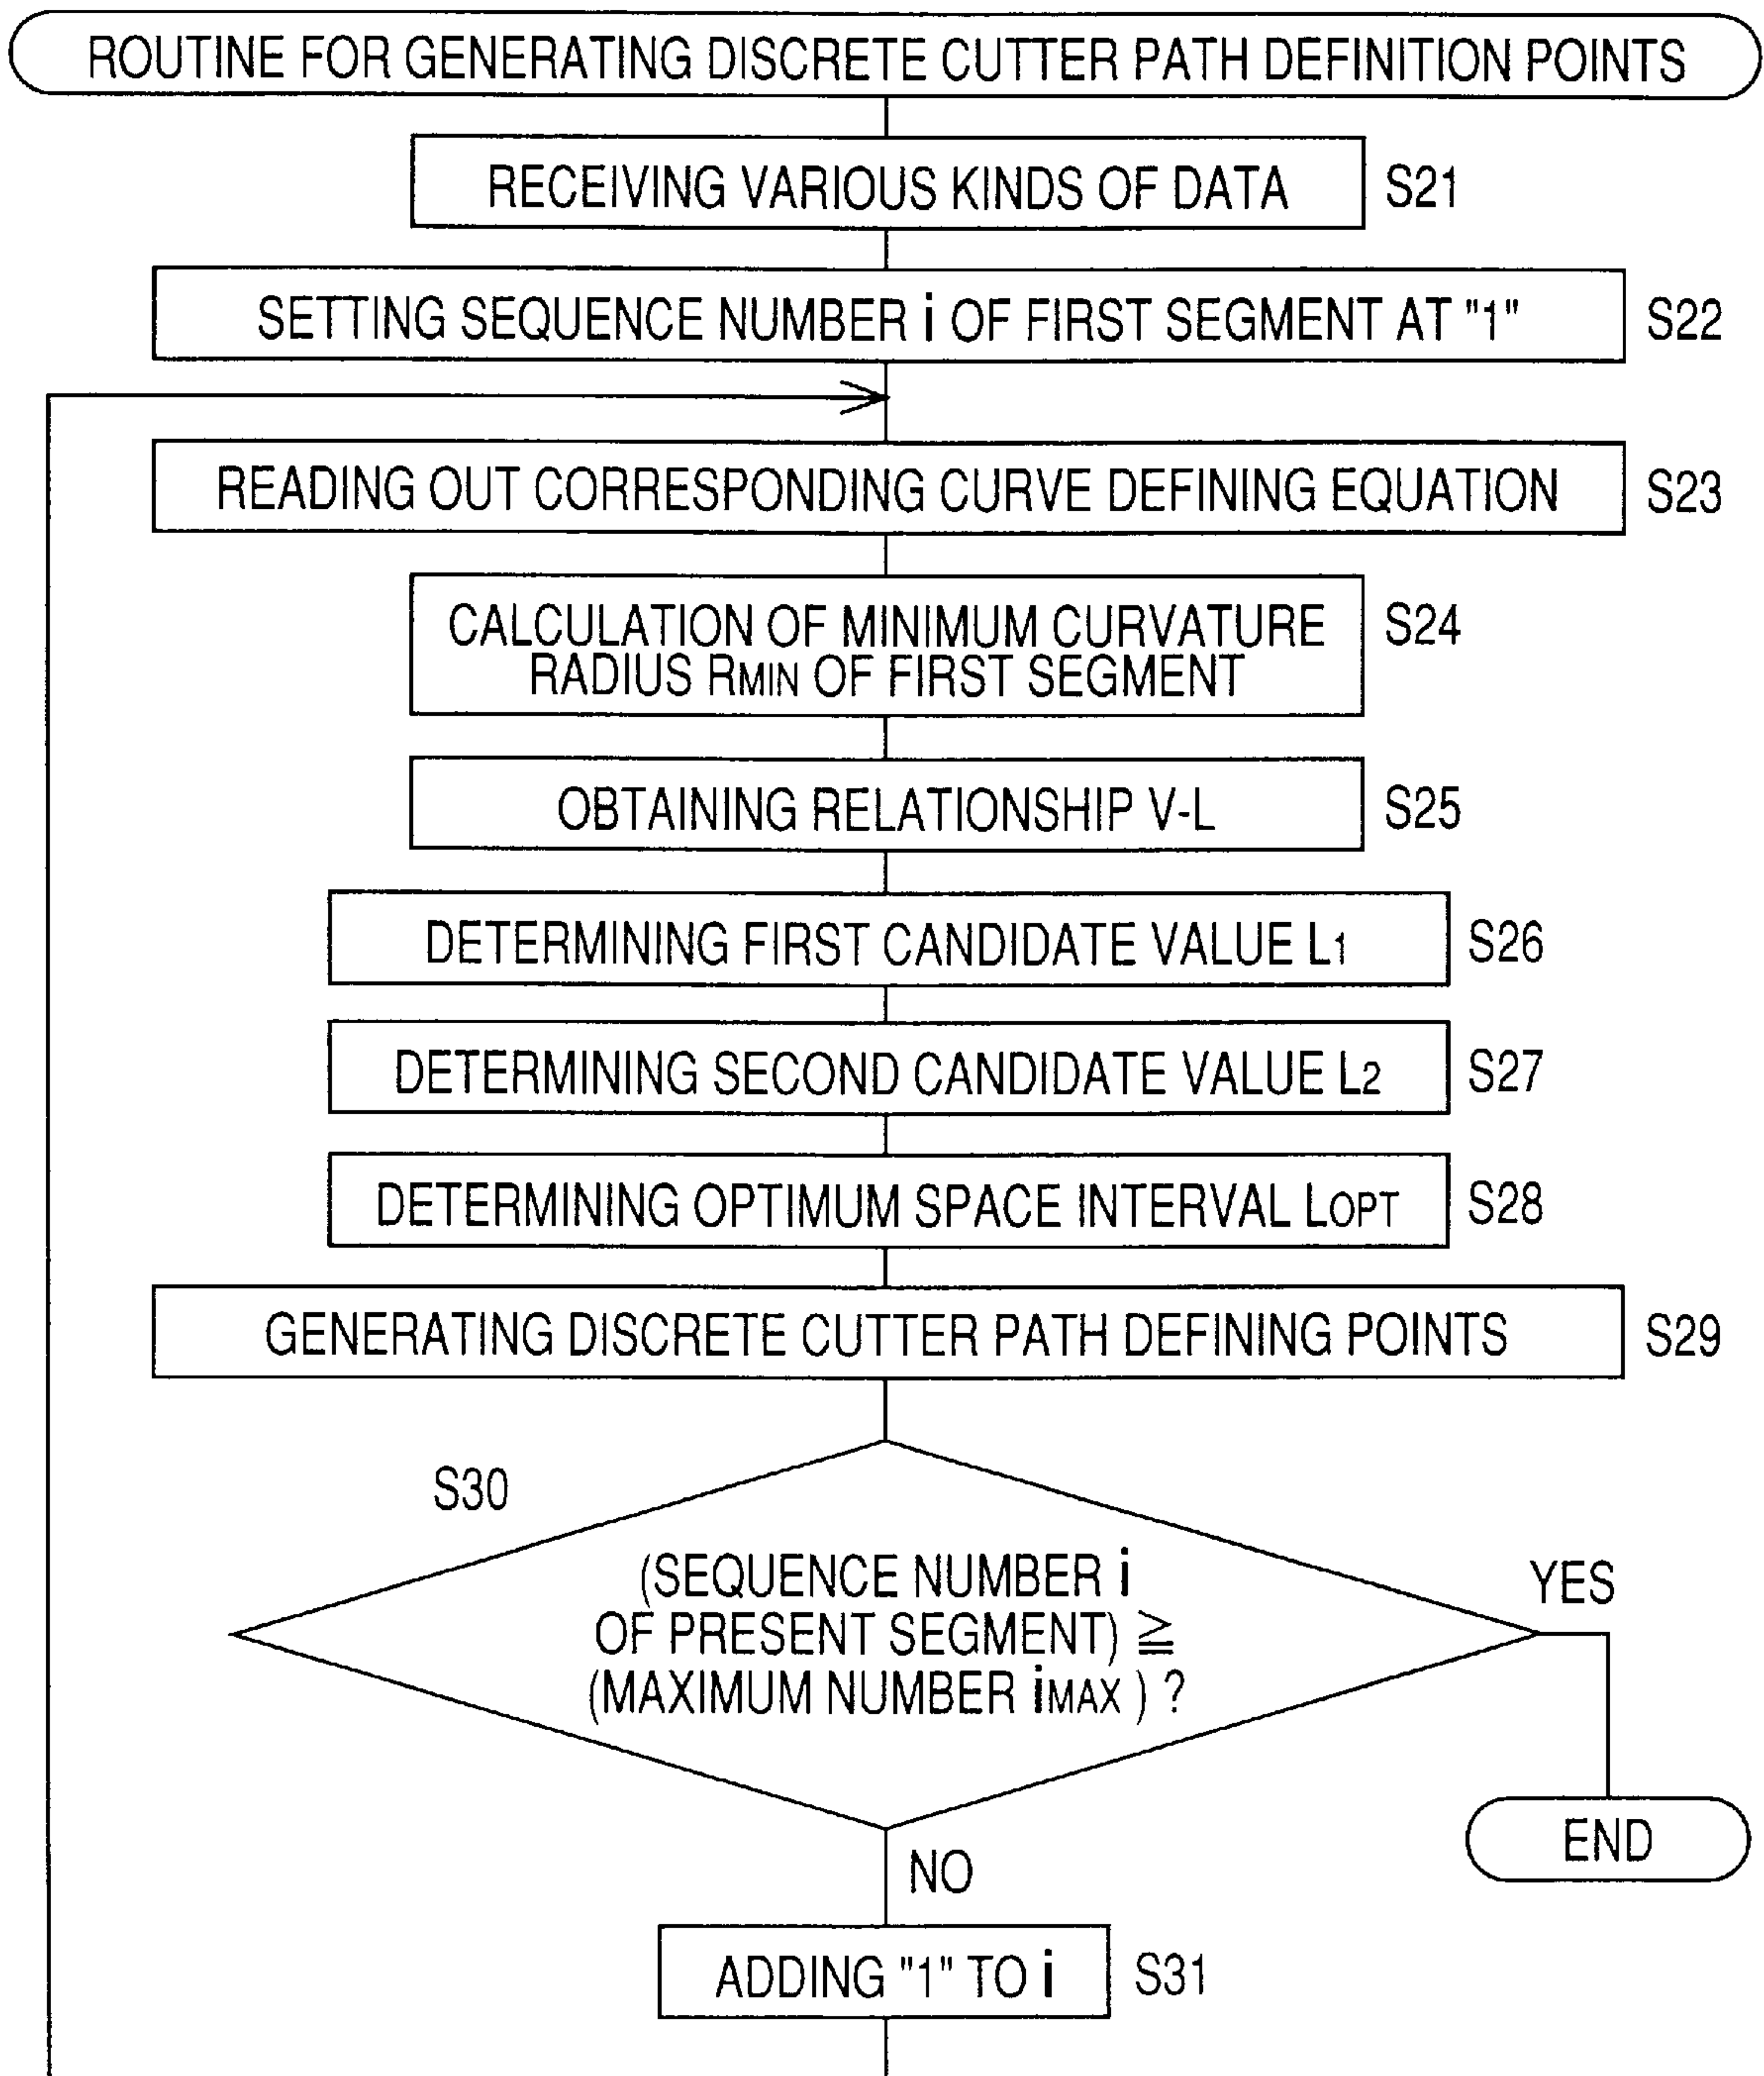 ROUTINE FOR GENERATING DISCRETE CUTTER PATH DEFINITION POINTS
RECEIVING VARIOUS KINDS OF DATA S21
SETTING SEQUENCE NUMBER i OF FIRST SEGMENT AT "1" S22
READING OUT CORRESPONDING CURVE DEFINING EQUATION S23
CALCULATION OF MINIMUM CURVATURE S24
RADIUS RMIN OF FIRST SEGMENT
OBTAINING RELATIONSHIP V-L S25
DETERMINING FIRST CANDIDATE VALUE L1 S26
DETERMINING SECOND CANDIDATE VALUE L2 S27
DETERMINING OPTIMUM SPACE INTERVAL LOPT S28
GENERATING DISCRETE CUTTER PATH DEFINING POINTS S29
S30
(SEQUENCE NUMBER i
OF PRESENT SEGMENT) ≧
(MAXIMUM NUMBER iMAX ) ?
YES
END
NO
ADDING "1" TO i S31